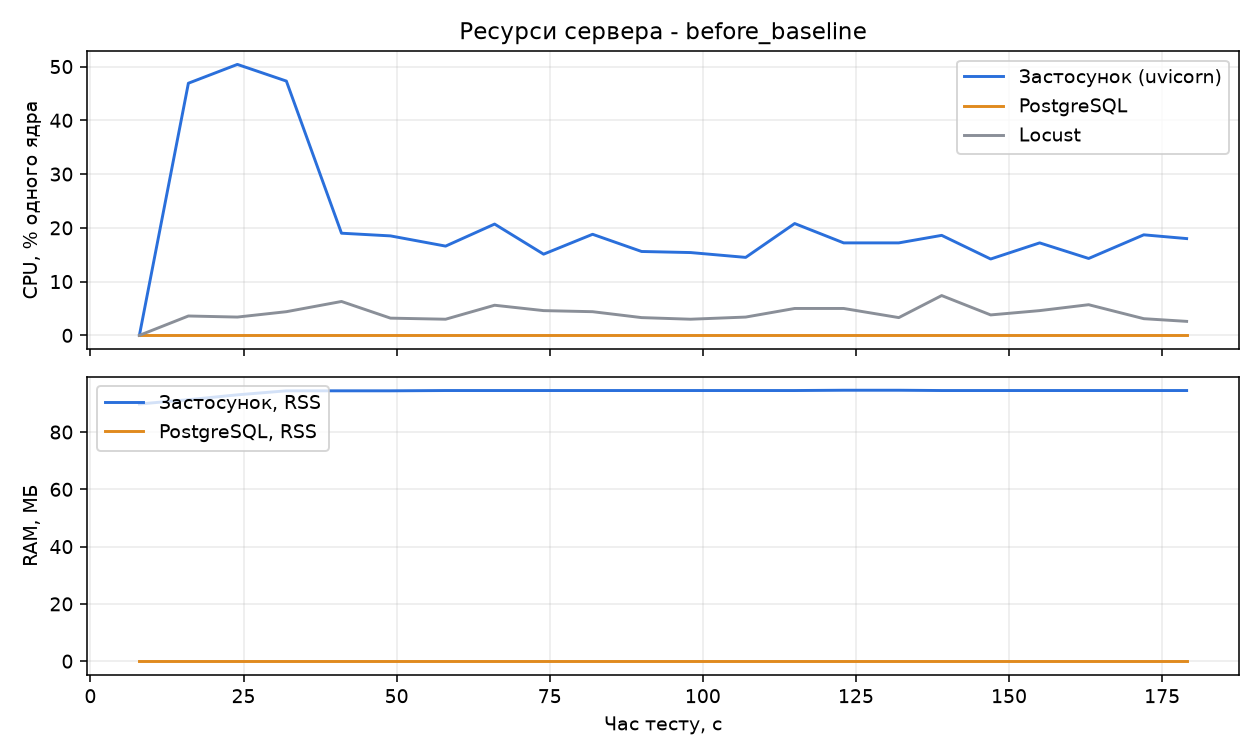 Ресурси сервера - before_baseline
CPU, % одного ядра
50
40
30
20
10
0
Застосунок (uvicorn)
PostgreSQL
Locust
RAM, МБ
80
60
40
20
0
Застосунок, RSS
PostgreSQL, RSS
0 25 50 75 100 125 150 175
Час тесту, с